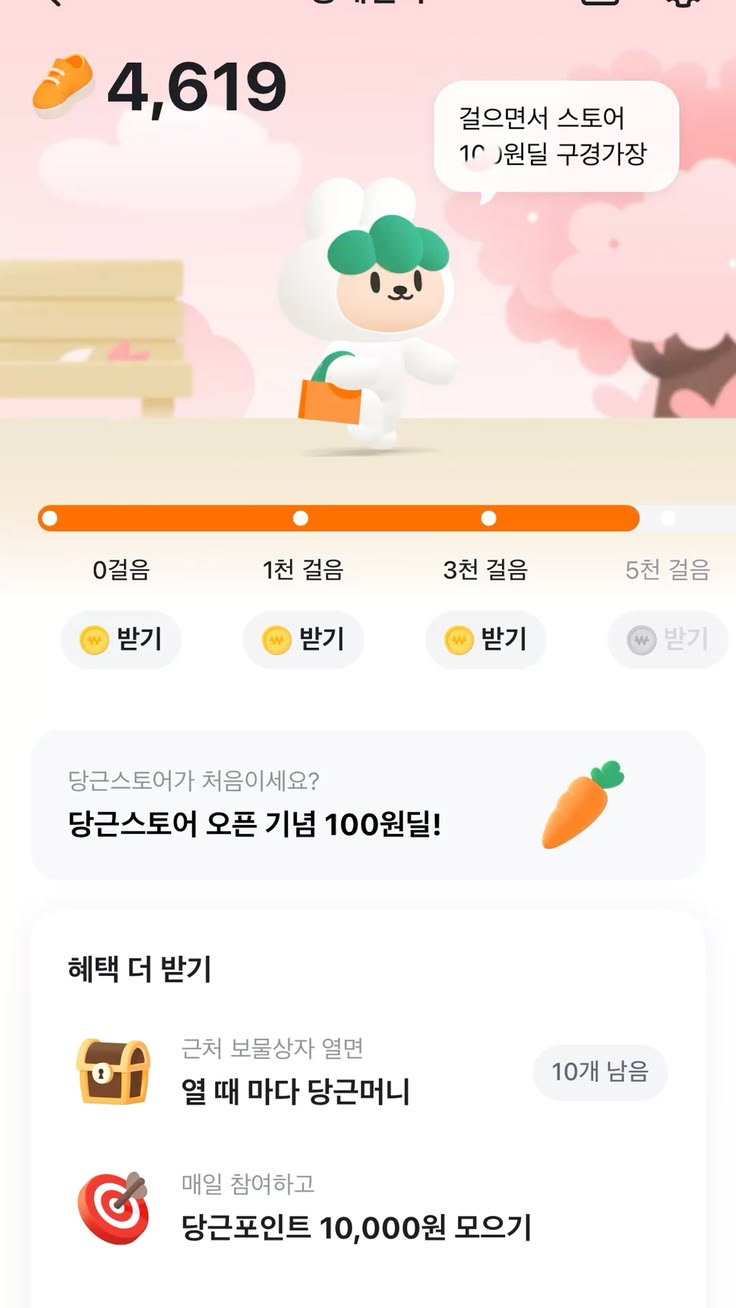 4,619
걸으면서 스토어
100원딜 구경가장
0걸음
1천 걸음
3천 걸음
5천 걸음
받기
받기
받기
받기
당근스토어가 처음이세요?
당근스토어 오픈 기념 100원딜!
혜택 더 받기
근처 보물상자 열면
열 때 마다 당근머니
10개 남음
매일 참여하고
당근포인트 10,000원 모으기